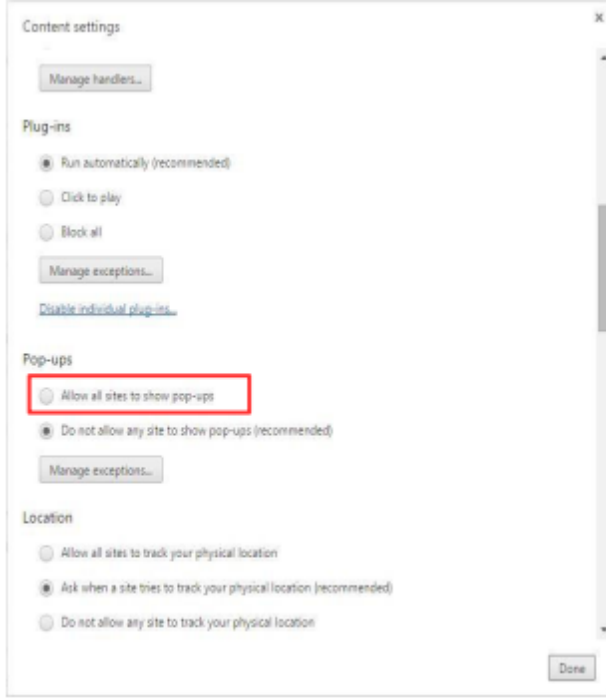 Content settings
x
Manage handlers...
Plug-ins
Run automatically (recommended)
Click to play
Block all
Manage exceptions...
Disable individual plug-ins...
Pop-ups
Allow all sites to show pop-ups
Do not allow any site to show pop-ups (recommended)
Manage exceptions...
Location
Allow all sites to track your physical location
Ask when a site tries to track your physical location (recommended)
Do not allow any site to track your physical location
Done